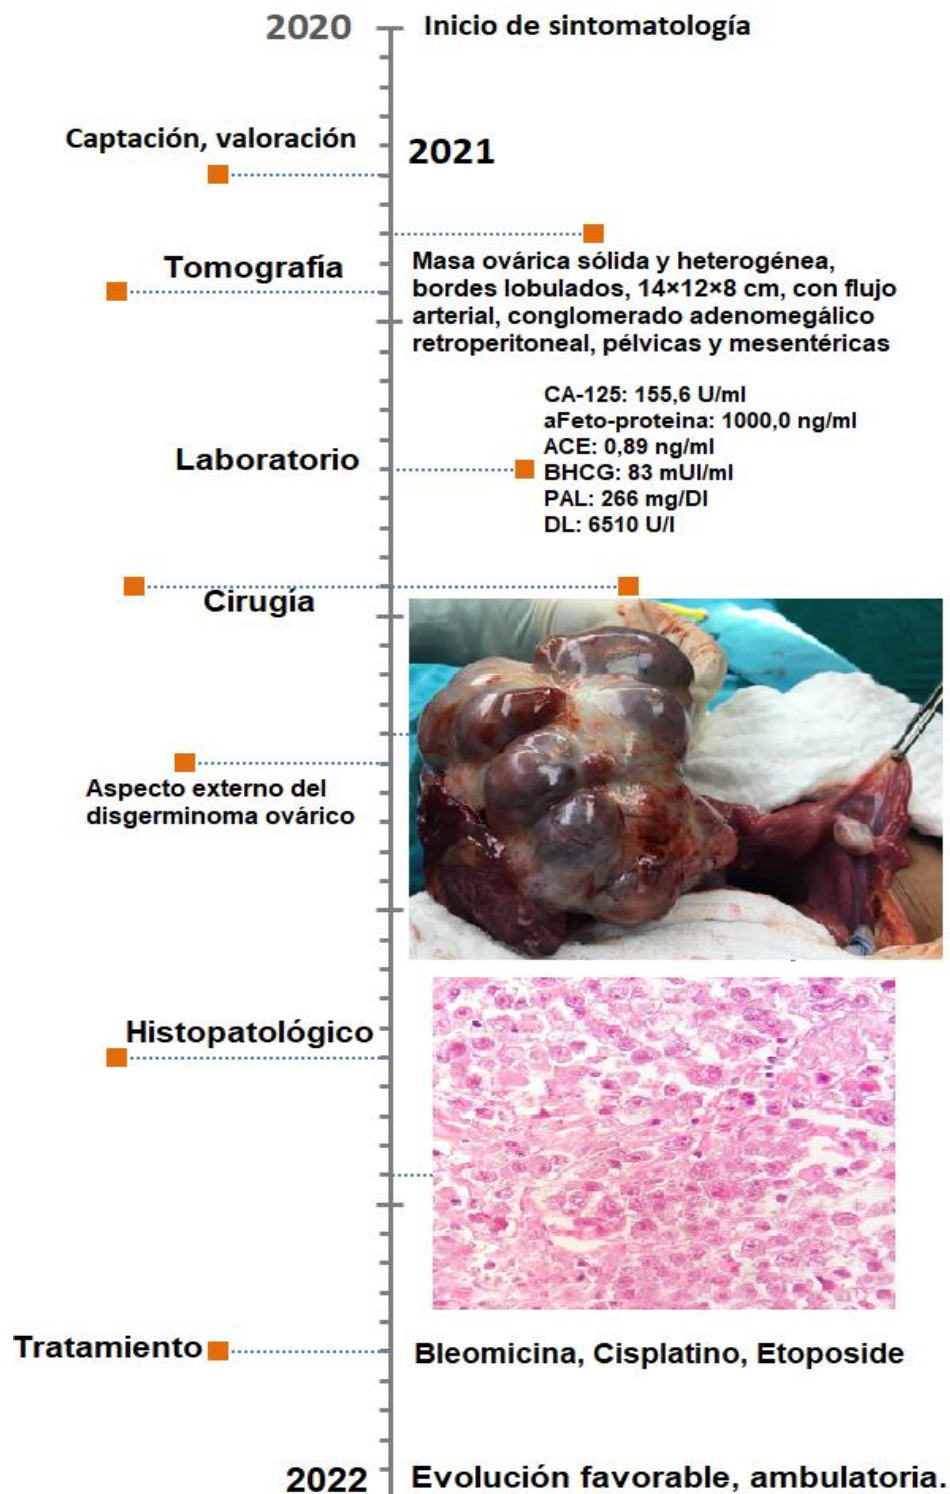 2020 Inicio de sintomatología
Captación, valoración
2021
Tomografía
Masa ovárica sólida y heterogénea,
bordes lobulados, 14×12×8 cm, con flujo
arterial, conglomerado adenomegálico
retroperitoneal, pélvicas y mesentéricas
Laboratorio
CA-125: 155,6 U/ml
aFeto-proteina: 1000,0 ng/ml
ACE: 0,89 ng/ml
BHCG: 83 mUI/ml
PAL: 266 mg/Dl
DL: 6510 U/l
Cirugía
Aspecto externo del
disgerminoma ovárico
Histopatológico
Tratamiento
Bleomicina, Cisplatino, Etoposide
2022 Evolución favorable, ambulatoria.